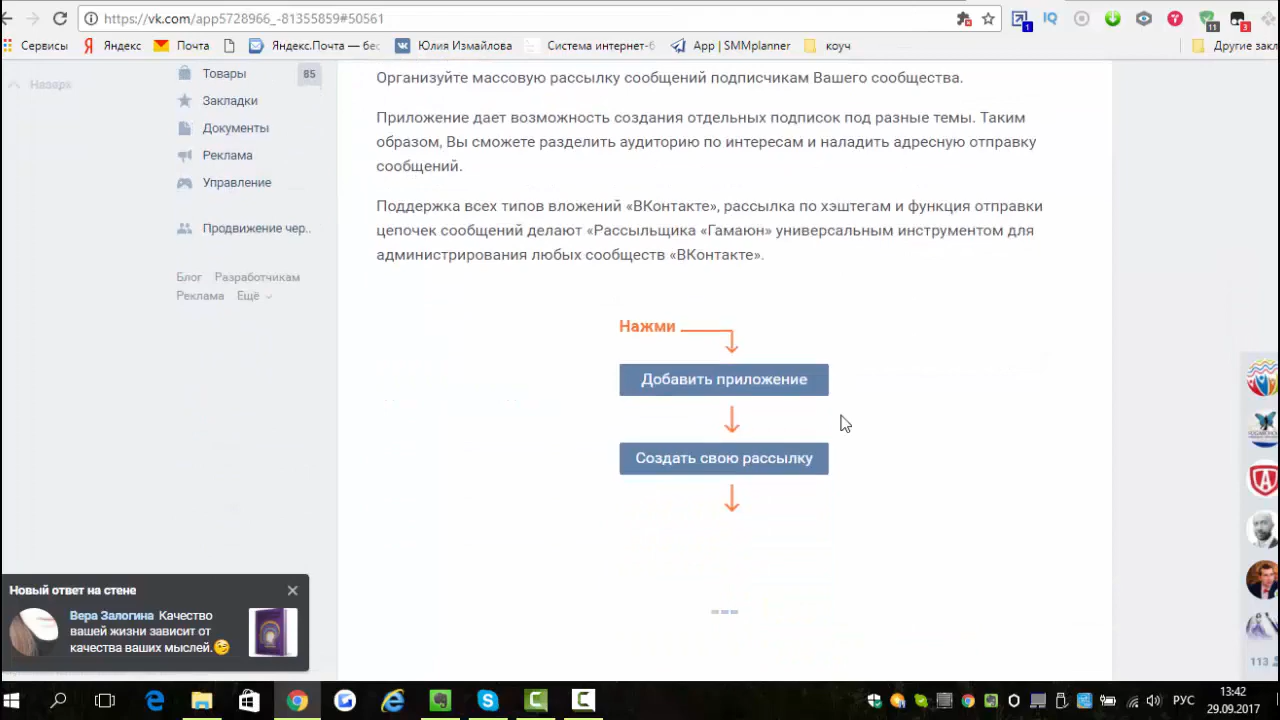 https://vk.com/app5728966_-81355859#50561
1
11
3
Сервисы
Яндекс
Почта
Яндекс.Почта — бес
Юлия Измайлова
Система интернет-б
App | SMMplanner
коуч
Другие закл
Назад
Товары
85
Закладки
Документы
Реклама
Управление
Продвижение чер..
Блог Разработчикам
Реклама Ещё
Организуйте массовую рассылку сообщений подписчикам Вашего сообщества.
Приложение дает возможность создания отдельных подписок под разные темы. Таким
образом, Вы сможете разделить аудиторию по интересам и наладить адресную отправку
сообщений.
Поддержка всех типов вложений «ВКонтакте», рассылка по хэштегам и функция отправки
цепочек сообщений делают «Рассыльщика «Гамаюн» универсальным инструментом для
администрирования любых сообществ «ВКонтакте».
Нажми
Добавить приложение
Создать свою рассылку
Новый ответ на стене
Вера Залогина Качество
вашей жизни зависит от
качества ваших мыслей.
113
РУС
13:42
29.09.2017